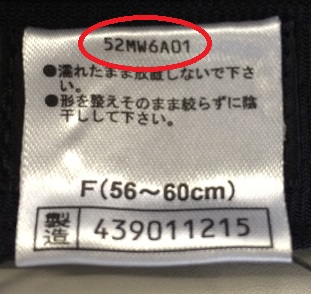 52MW6A01
●濡れたまま放置しないで下さ
い。
●形を整えそのまま絞らずに陰
干しして下さい。
F(56～60cm)
製造 439011215